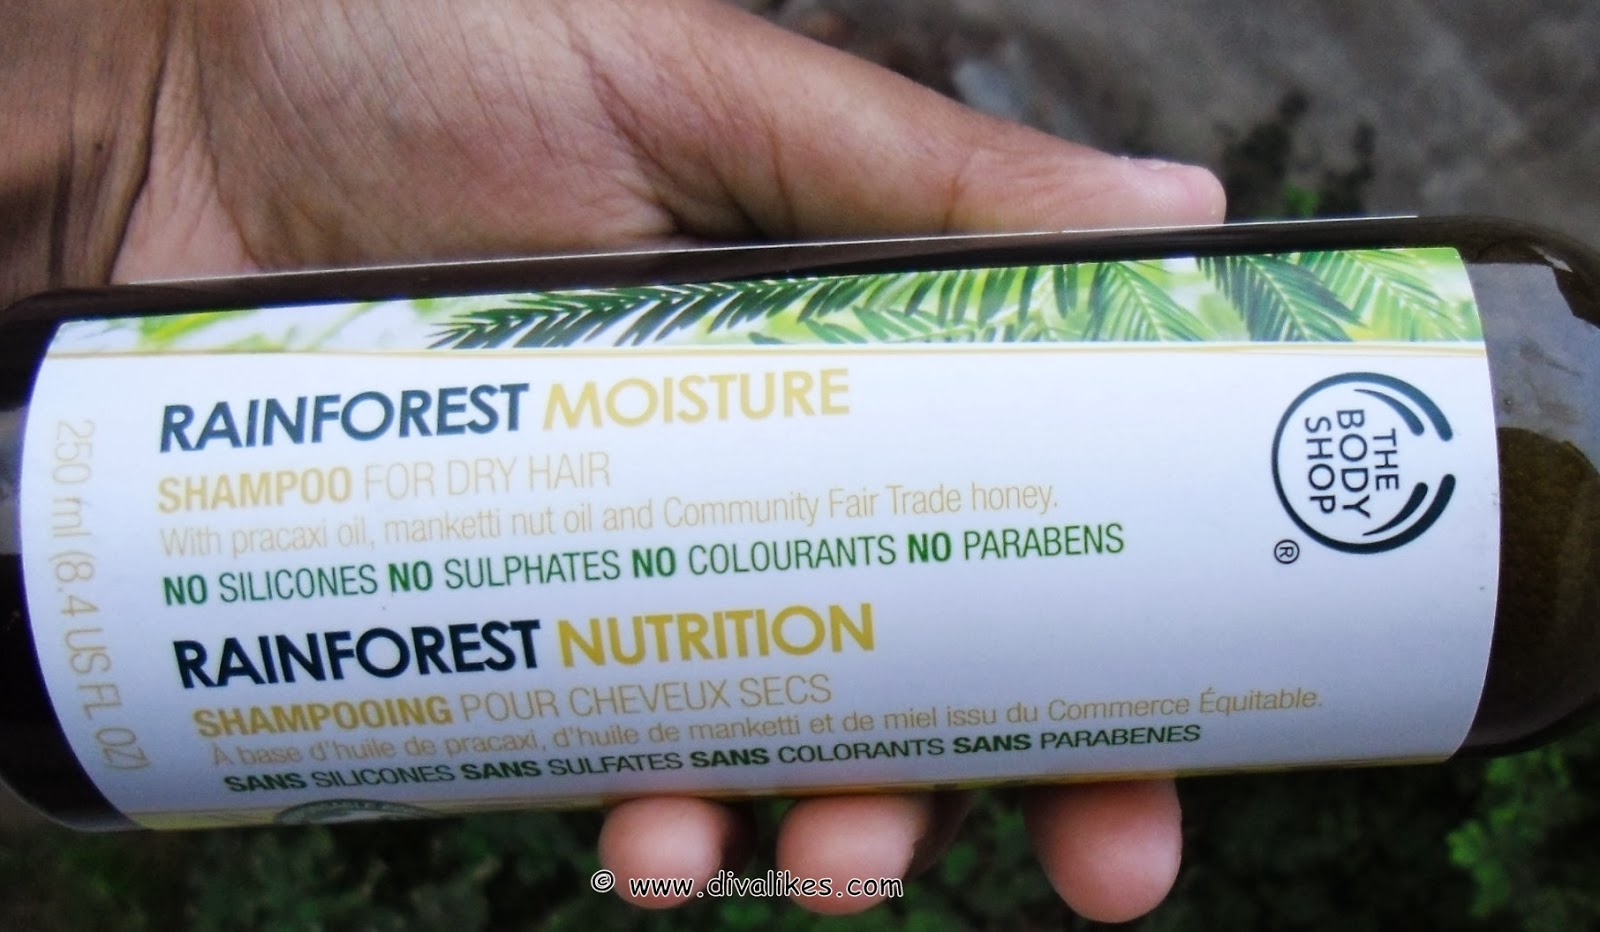 RAINFOREST MOISTURE
SHAMPOO FOR DRY HAIR
With pracaxi oil, manketti nut oil and Community Fair Trade honey.
NO SILICONES NO SULPHATES NO COLOURANTS NO PARABENS
RAINFOREST NUTRITION
SHAMPOOING POUR CHEVEUX SECS
À base d'huile de pracaxi, d'huile de manketti et de miel issu du Commerce Équitable.
SANS SILICONES SANS SULFATES SANS COLORANTS SANS PARABENES
250 ml (8.4 US FL OZ)
THE
BODY
SHOP
®
© www.divalikes.com